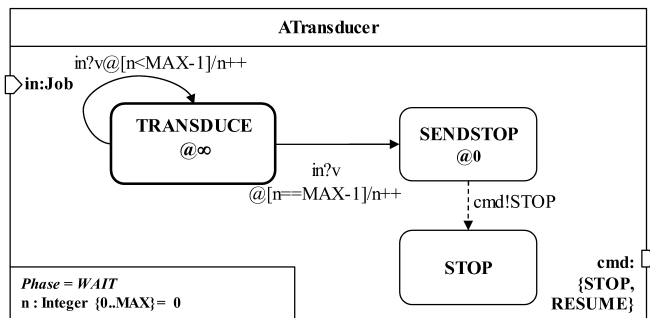 ATransducer
in?v@[n<MAX-1]/n++
in:Job
TRANSDUCE
@∞
SENDSTOP
@0
in?v
@[n==MAX-1]/n++
cmd!STOP
STOP
cmd:
{STOP,
RESUME}
Phase = WAIT
n : Integer {0..MAX}= 0